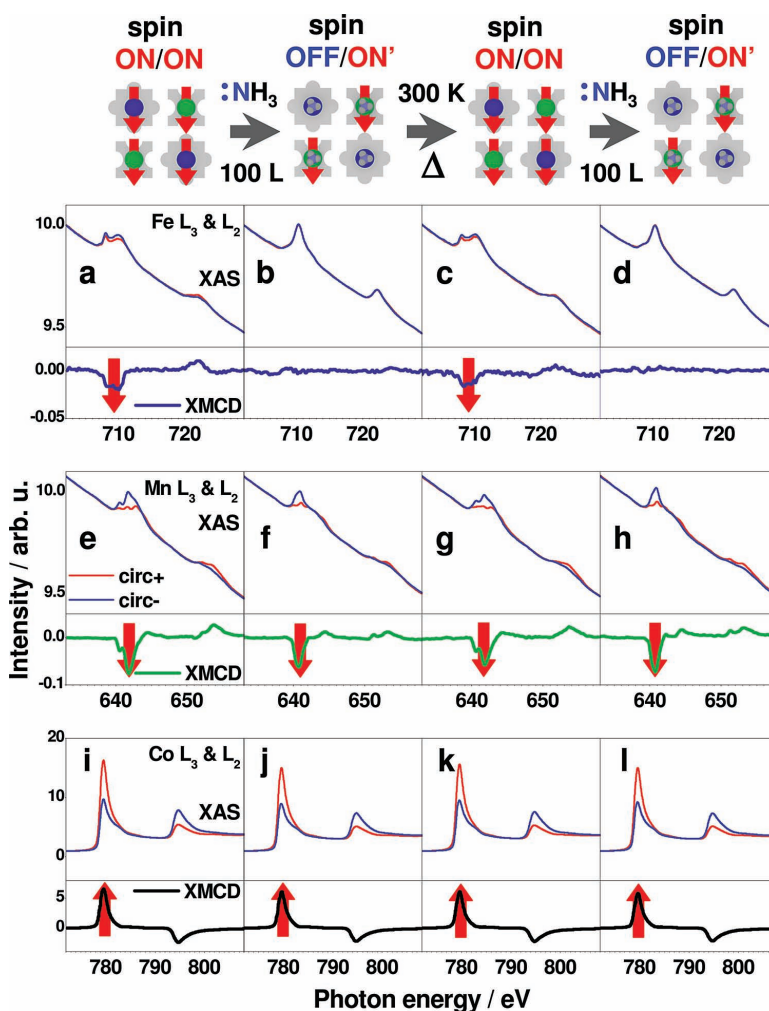 spin spin spin spin
ON/ON OFF/ON' ON/ON OFF/ON'
:NH3 300 K :NH3
100 L Δ 100 L
10.0 Fe L3 & L2
a XAS b c d
9.5
0.00
XMCD
-0.05
710 720 710 720 710 720 710 720
10.0 Mn L3 & L2
XAS
e f g h
circ+
9.5 circ-
0.0
XMCD
-0.1
640 650 640 650 640 650 640 650
20
i Co L3 & L2 j k l
10 XAS
0
5 XMCD
0
780 790 800 780 790 800 780 790 800 780 790 800
Intensity / arb. u.
Photon energy / eV